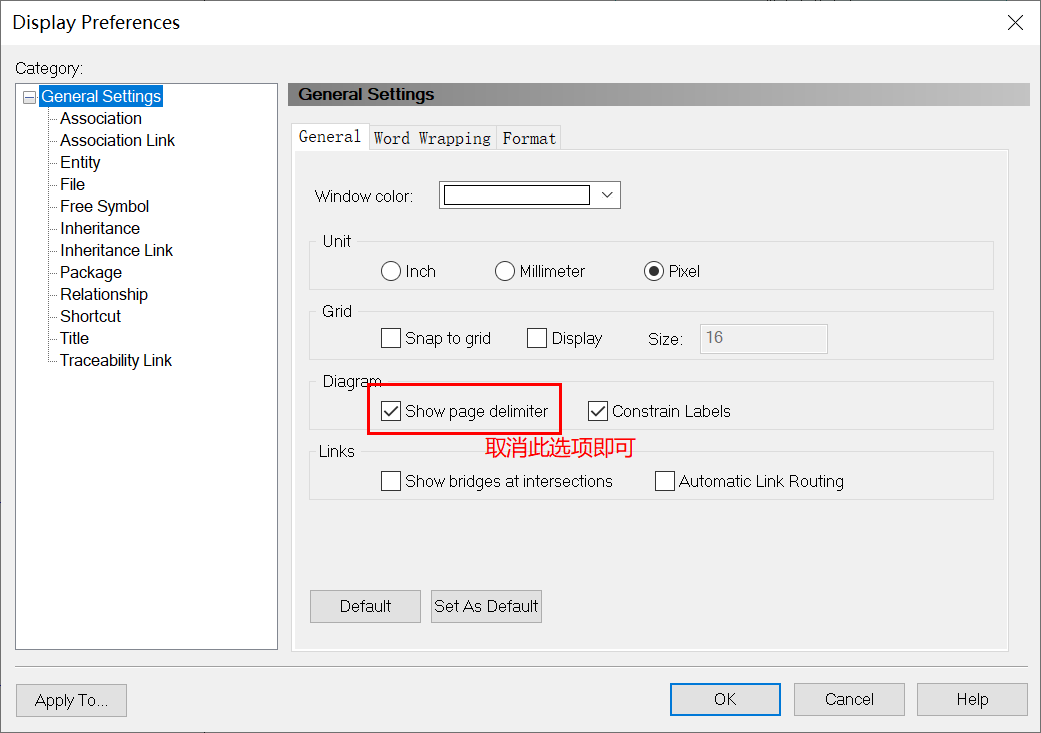 Display Preferences
Category:
General Settings
Association
Association Link
Entity
File
Free Symbol
Inheritance
Inheritance Link
Package
Relationship
Shortcut
Title
Traceability Link
General Settings
General Word Wrapping Format
Window color:
Unit
Inch Millimeter Pixel
Grid
Snap to grid Display Size: 16
Diagram
Show page delimiter Constrain Labels
取消此选项即可
Links
Show bridges at intersections Automatic Link Routing
Default Set As Default
Apply To... OK Cancel Help